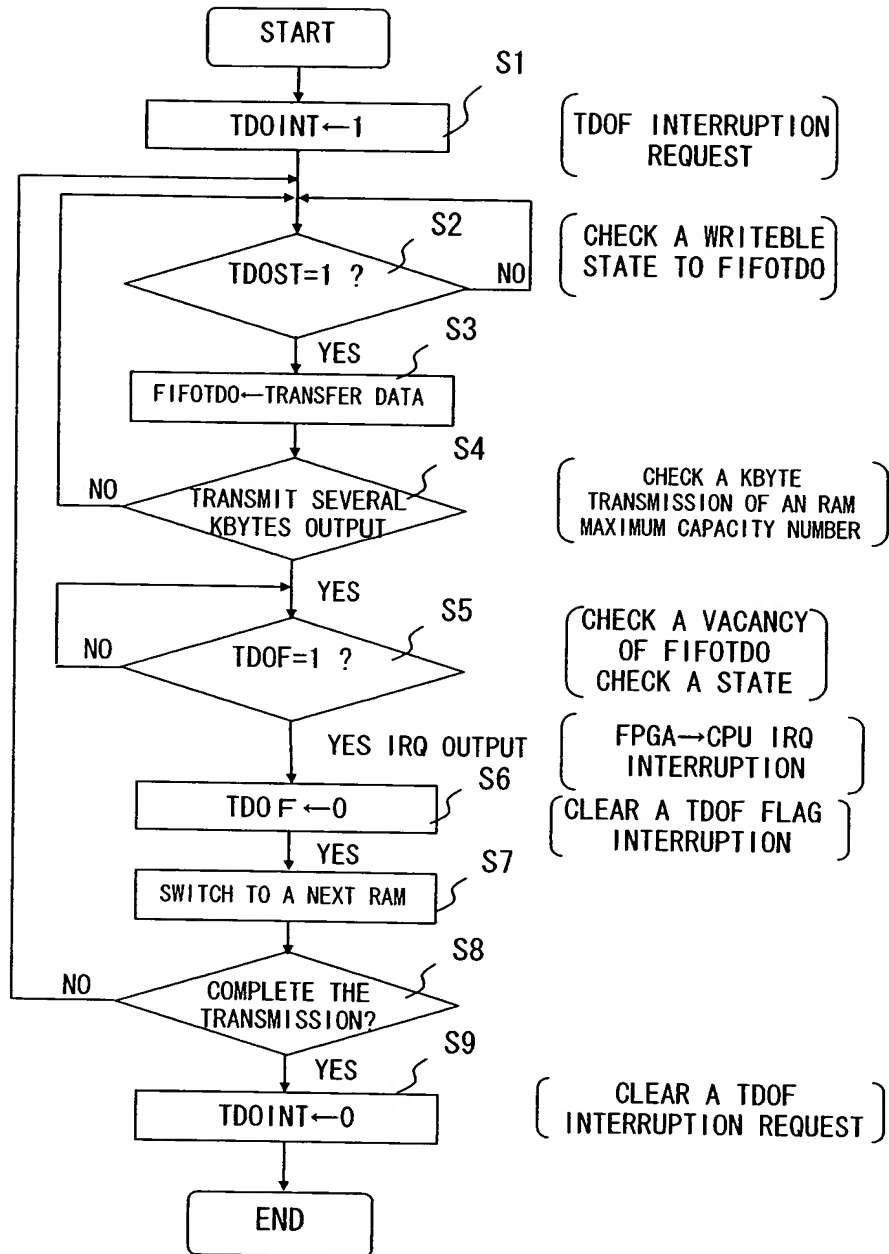 START
S1
TDOINT←1
TDOF INTERRUPTION
REQUEST
S2
TDOST=1 ?
NO
CHECK A WRITEBLE
STATE TO FIFOTDO
YES
S3
FIFOTDO←TRANSFER DATA
S4
NO
TRANSMIT SEVERAL
KBYTES OUTPUT
CHECK A KBYTE
TRANSMISSION OF AN RAM
MAXIMUM CAPACITY NUMBER
YES
S5
NO
TDOF=1 ?
CHECK A VACANCY
OF FIFOTDO
CHECK A STATE
YES IRQ OUTPUT
FPGA→CPU IRQ
INTERRUPTION
S6
TDOF←0
CLEAR A TDOF FLAG
INTERRUPTION
YES
S7
SWITCH TO A NEXT RAM
S8
NO
COMPLETE THE
TRANSMISSION?
YES
S9
TDOINT←0
CLEAR A TDOF
INTERRUPTION REQUEST
END